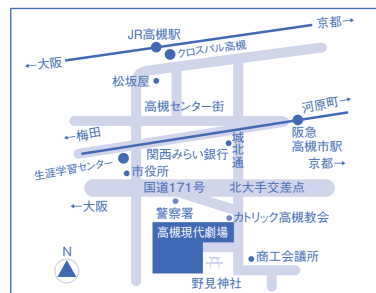 京都→
JR高槻駅
クロスパル高槻
←大阪
松坂屋
高槻センター街
河原町→
←梅田
城北通
阪急
高槻市駅
関西みらい銀行
生涯学習センター
市役所
京都→
国道171号
北大手交差点
←大阪
警察署
カトリック高槻教会
高槻現代劇場
N
商工会議所
野見神社